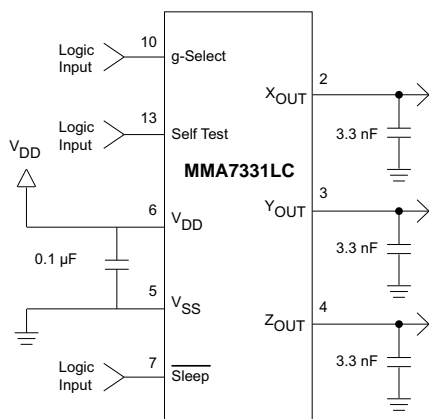 Logic
Input
10
g-Select
Logic
Input
13
Self Test
MMA7331LC
VDD
6
VDD
0.1 µF
5
VSS
Logic
Input
7
Sleep
2
XOUT
3.3 nF
3
YOUT
3.3 nF
4
ZOUT
3.3 nF